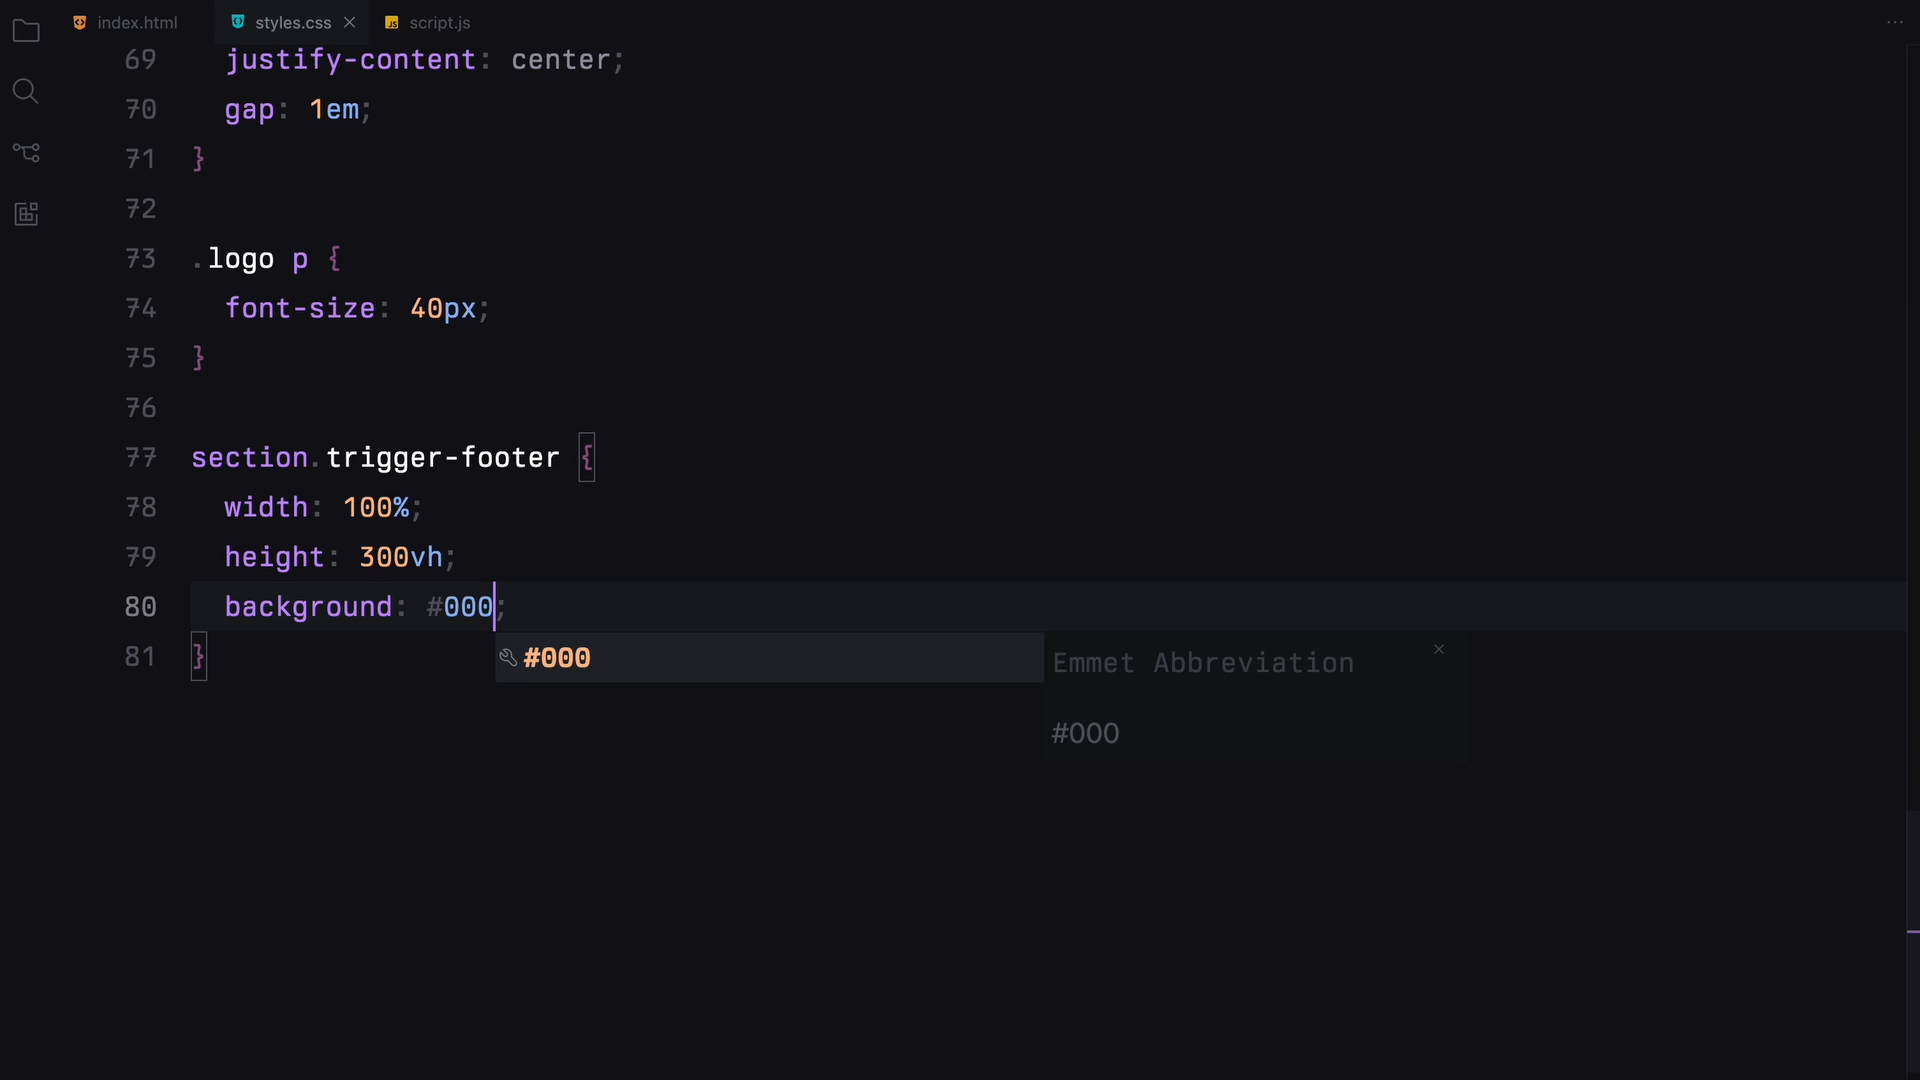 index.html styles.css script.js
69 justify-content: center;
70 gap: 1em;
71 }
72
73 .logo p {
74 font-size: 40px;
75 }
76
77 section.trigger-footer {
78 width: 100%;
79 height: 300vh;
80 background: #000;
81 }
#000
Emmet Abbreviation
#000